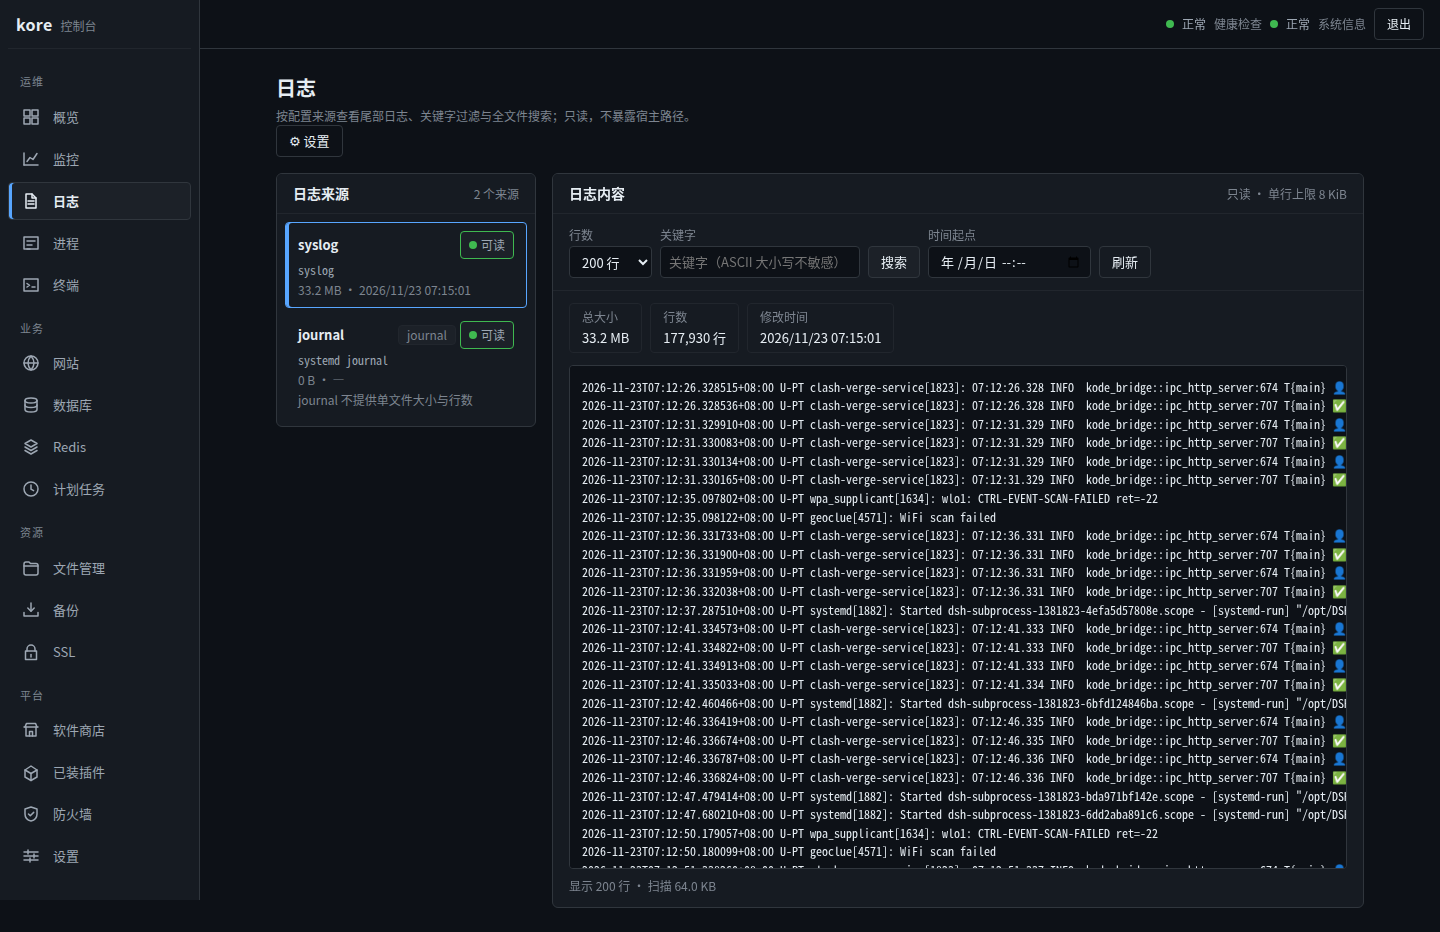 kore 控制台
正常 健康检查 正常 系统信息 退出
运维
概览
监控
日志
进程
终端
业务
网站
数据库
Redis
计划任务
资源
文件管理
备份
SSL
平台
软件商店
已装插件
防火墙
设置
日志
按配置来源查看尾部日志、关键字过滤与全文件搜索；只读，不暴露宿主路径。
⚙ 设置
日志来源 2 个来源
syslog 可读
syslog
33.2 MB · 2026/11/23 07:15:01
journal journal 可读
systemd journal
0 B · —
journal 不提供单文件大小与行数
日志内容 只读 · 单行上限 8 KiB
行数 关键字 时间起点
200 行 关键字（ASCII 大小写不敏感） 搜索 年 /月/日 --:-- 刷新
总大小 行数 修改时间
33.2 MB 177,930 行 2026/11/23 07:15:01
2026-11-23T07:12:26.328515+08:00 U-PT clash-verge-service[1823]: 07:12:26.328 INFO  kode_bridge::ipc_http_server:674 T{main} 👤
2026-11-23T07:12:26.328536+08:00 U-PT clash-verge-service[1823]: 07:12:26.328 INFO  kode_bridge::ipc_http_server:707 T{main} ✅
2026-11-23T07:12:31.329910+08:00 U-PT clash-verge-service[1823]: 07:12:31.329 INFO  kode_bridge::ipc_http_server:674 T{main} 👤
2026-11-23T07:12:31.330083+08:00 U-PT clash-verge-service[1823]: 07:12:31.329 INFO  kode_bridge::ipc_http_server:707 T{main} ✅
2026-11-23T07:12:31.330134+08:00 U-PT clash-verge-service[1823]: 07:12:31.329 INFO  kode_bridge::ipc_http_server:674 T{main} 👤
2026-11-23T07:12:31.330165+08:00 U-PT clash-verge-service[1823]: 07:12:31.329 INFO  kode_bridge::ipc_http_server:707 T{main} ✅
2026-11-23T07:12:35.097802+08:00 U-PT wpa_supplicant[1634]: wlo1: CTRL-EVENT-SCAN-FAILED ret=-22
2026-11-23T07:12:35.098122+08:00 U-PT geoclue[4571]: WiFi scan failed
2026-11-23T07:12:36.331733+08:00 U-PT clash-verge-service[1823]: 07:12:36.331 INFO  kode_bridge::ipc_http_server:674 T{main} 👤
2026-11-23T07:12:36.331900+08:00 U-PT clash-verge-service[1823]: 07:12:36.331 INFO  kode_bridge::ipc_http_server:707 T{main} ✅
2026-11-23T07:12:36.331959+08:00 U-PT clash-verge-service[1823]: 07:12:36.331 INFO  kode_bridge::ipc_http_server:674 T{main} 👤
2026-11-23T07:12:36.332038+08:00 U-PT clash-verge-service[1823]: 07:12:36.331 INFO  kode_bridge::ipc_http_server:707 T{main} ✅
2026-11-23T07:12:37.287510+08:00 U-PT systemd[1882]: Started dsh-subprocess-1381823-4efa5d57808e.scope - [systemd-run] "/opt/DS
2026-11-23T07:12:41.334573+08:00 U-PT clash-verge-service[1823]: 07:12:41.333 INFO  kode_bridge::ipc_http_server:674 T{main} 👤
2026-11-23T07:12:41.334822+08:00 U-PT clash-verge-service[1823]: 07:12:41.333 INFO  kode_bridge::ipc_http_server:707 T{main} ✅
2026-11-23T07:12:41.334913+08:00 U-PT clash-verge-service[1823]: 07:12:41.333 INFO  kode_bridge::ipc_http_server:674 T{main} 👤
2026-11-23T07:12:41.335033+08:00 U-PT clash-verge-service[1823]: 07:12:41.334 INFO  kode_bridge::ipc_http_server:707 T{main} ✅
2026-11-23T07:12:42.460466+08:00 U-PT systemd[1882]: Started dsh-subprocess-1381823-6bfd124846ba.scope - [systemd-run] "/opt/DS
2026-11-23T07:12:46.336419+08:00 U-PT clash-verge-service[1823]: 07:12:46.335 INFO  kode_bridge::ipc_http_server:674 T{main} 👤
2026-11-23T07:12:46.336674+08:00 U-PT clash-verge-service[1823]: 07:12:46.335 INFO  kode_bridge::ipc_http_server:707 T{main} ✅
2026-11-23T07:12:46.336787+08:00 U-PT clash-verge-service[1823]: 07:12:46.336 INFO  kode_bridge::ipc_http_server:674 T{main} 👤
2026-11-23T07:12:46.336824+08:00 U-PT clash-verge-service[1823]: 07:12:46.336 INFO  kode_bridge::ipc_http_server:707 T{main} ✅
2026-11-23T07:12:47.479414+08:00 U-PT systemd[1882]: Started dsh-subprocess-1381823-bda971bf142e.scope - [systemd-run] "/opt/DS
2026-11-23T07:12:47.680210+08:00 U-PT systemd[1882]: Started dsh-subprocess-1381823-6dd2aba891c6.scope - [systemd-run] "/opt/DS
2026-11-23T07:12:50.179057+08:00 U-PT wpa_supplicant[1634]: wlo1: CTRL-EVENT-SCAN-FAILED ret=-22
2026-11-23T07:12:50.180099+08:00 U-PT geoclue[4571]: WiFi scan failed
显示 200 行 · 扫描 64.0 KB